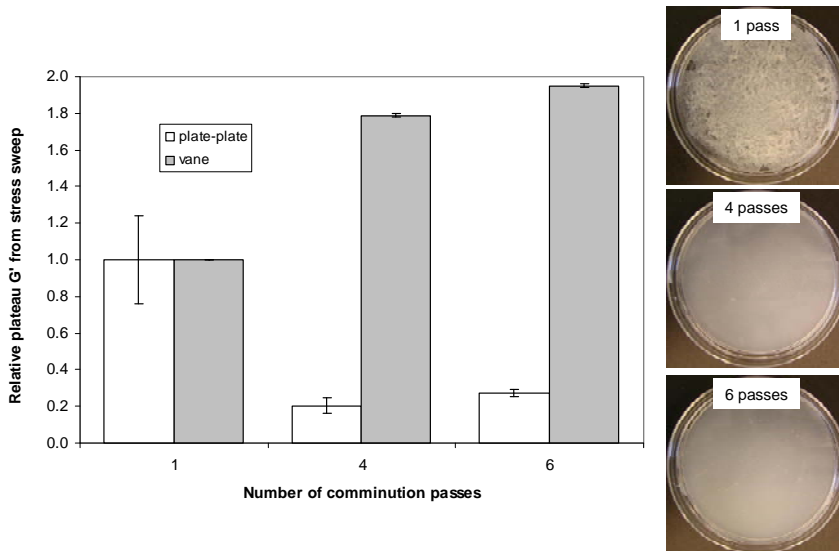 2.0
1.8
1.6
1.4
1.2
1.0
0.8
0.6
0.4
0.2
0.0
Relative plateau G' from stress sweep
plate-plate
vane
1
4
6
Number of comminution passes
1 pass
4 passes
6 passes